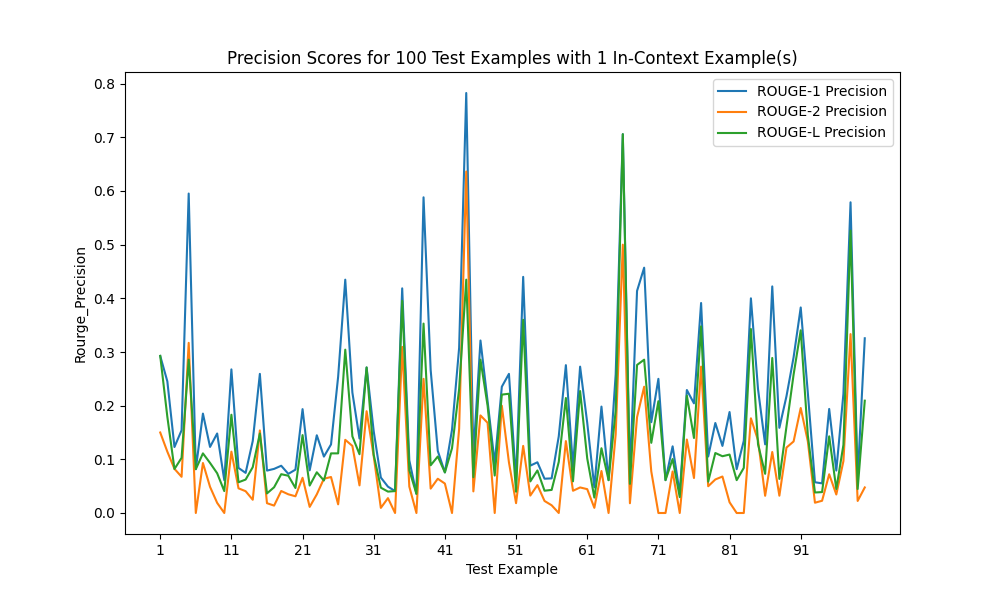 Precision Scores for 100 Test Examples with 1 In-Context Example(s)
ROUGE-1 Precision
ROUGE-2 Precision
ROUGE-L Precision
0.8
0.7
0.6
0.5
0.4
0.3
0.2
0.1
0.0
Rourge_Precision
1 11 21 31 41 51 61 71 81 91
Test Example